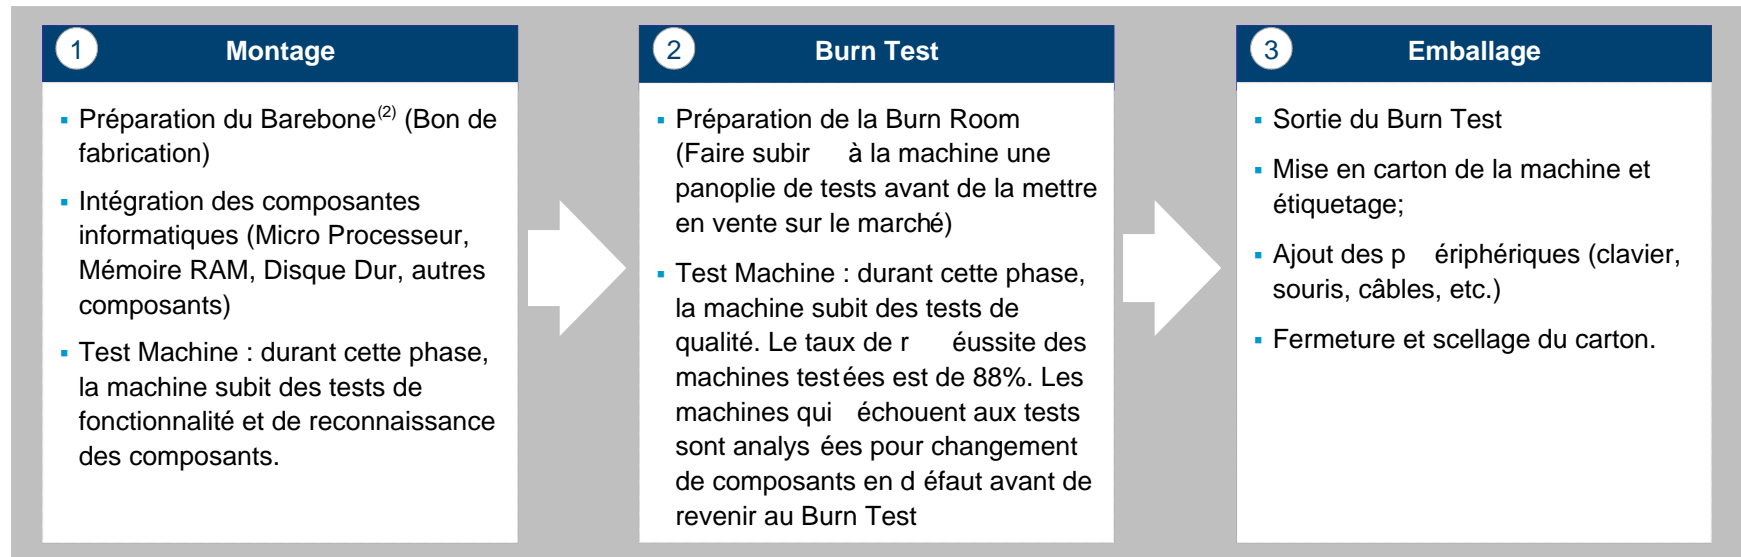 1 Montage
Préparation du Barebone(2) (Bon de
fabrication)
Intégration des composantes
informatiques (Micro Processeur,
Mémoire RAM, Disque Dur, autres
composants)
Test Machine : durant cette phase,
la machine subit des tests de
fonctionnalité et de reconnaissance
des composants.
2 Burn Test
Préparation de la Burn Room
(Faire subir à la machine une
panoplie de tests avant de la mettre
en vente sur le marché)
Test Machine : durant cette phase,
la machine subit des tests de
qualité. Le taux de r éussite des
machines testées est de 88%. Les
machines qui échouent aux tests
sont analys ées pour changement
de composants en d éfaut avant de
revenir au Burn Test
3 Emballage
Sortie du Burn Test
Mise en carton de la machine et
étiquetage;
Ajout des p ériphériques (clavier,
souris, câbles, etc.)
Fermeture et scellage du carton.